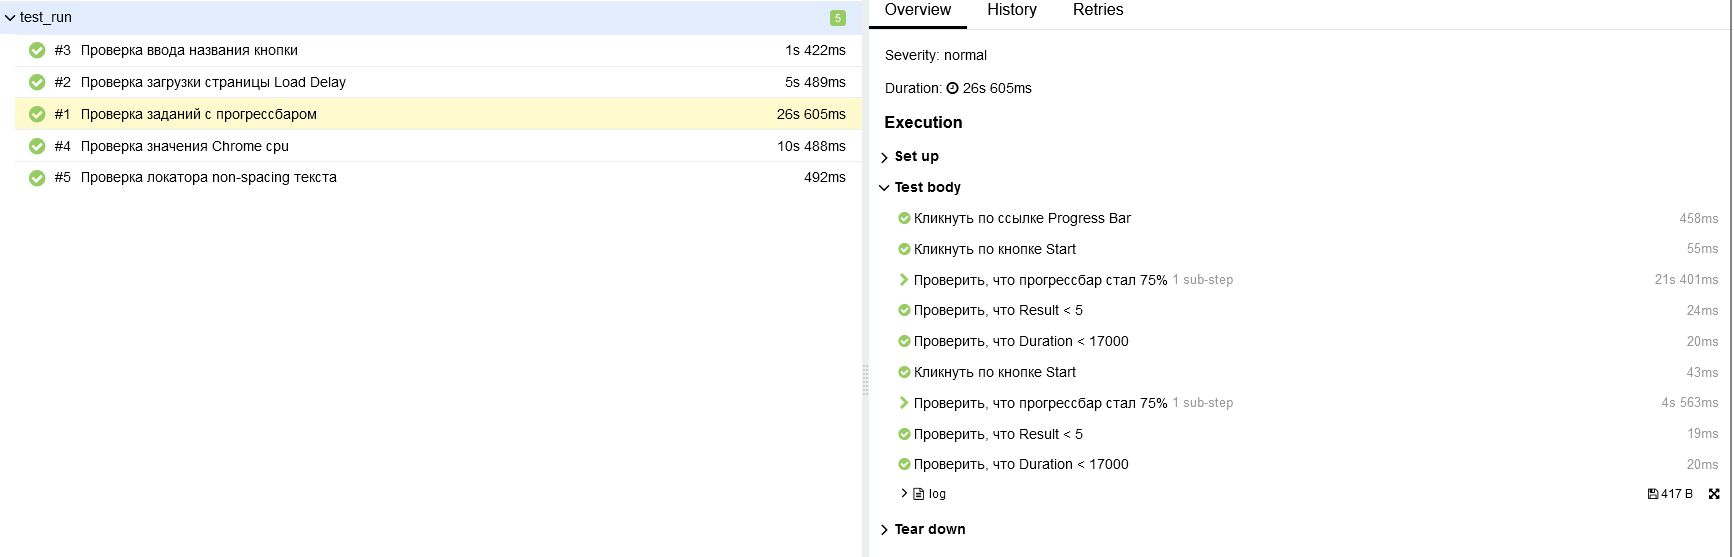 test_run 5
#3 Проверка ввода названия кнопки 1s 422ms
#2 Проверка загрузки страницы Load Delay 5s 489ms
#1 Проверка заданий с прогрессбаром 26s 605ms
#4 Проверка значения Chrome cpu 10s 488ms
#5 Проверка локатора non-spacing текста 492ms
Overview History Retries
Severity: normal
Duration: 26s 605ms
Execution
Set up
Test body
Кликнуть по ссылке Progress Bar 458ms
Кликнуть по кнопке Start 55ms
Проверить, что прогрессбар стал 75% 1 sub-step 21s 401ms
Проверить, что Result < 5 24ms
Проверить, что Duration < 17000 20ms
Кликнуть по кнопке Start 43ms
Проверить, что прогрессбар стал 75% 1 sub-step 4s 563ms
Проверить, что Result < 5 19ms
Проверить, что Duration < 17000 20ms
log 417 B
Tear down